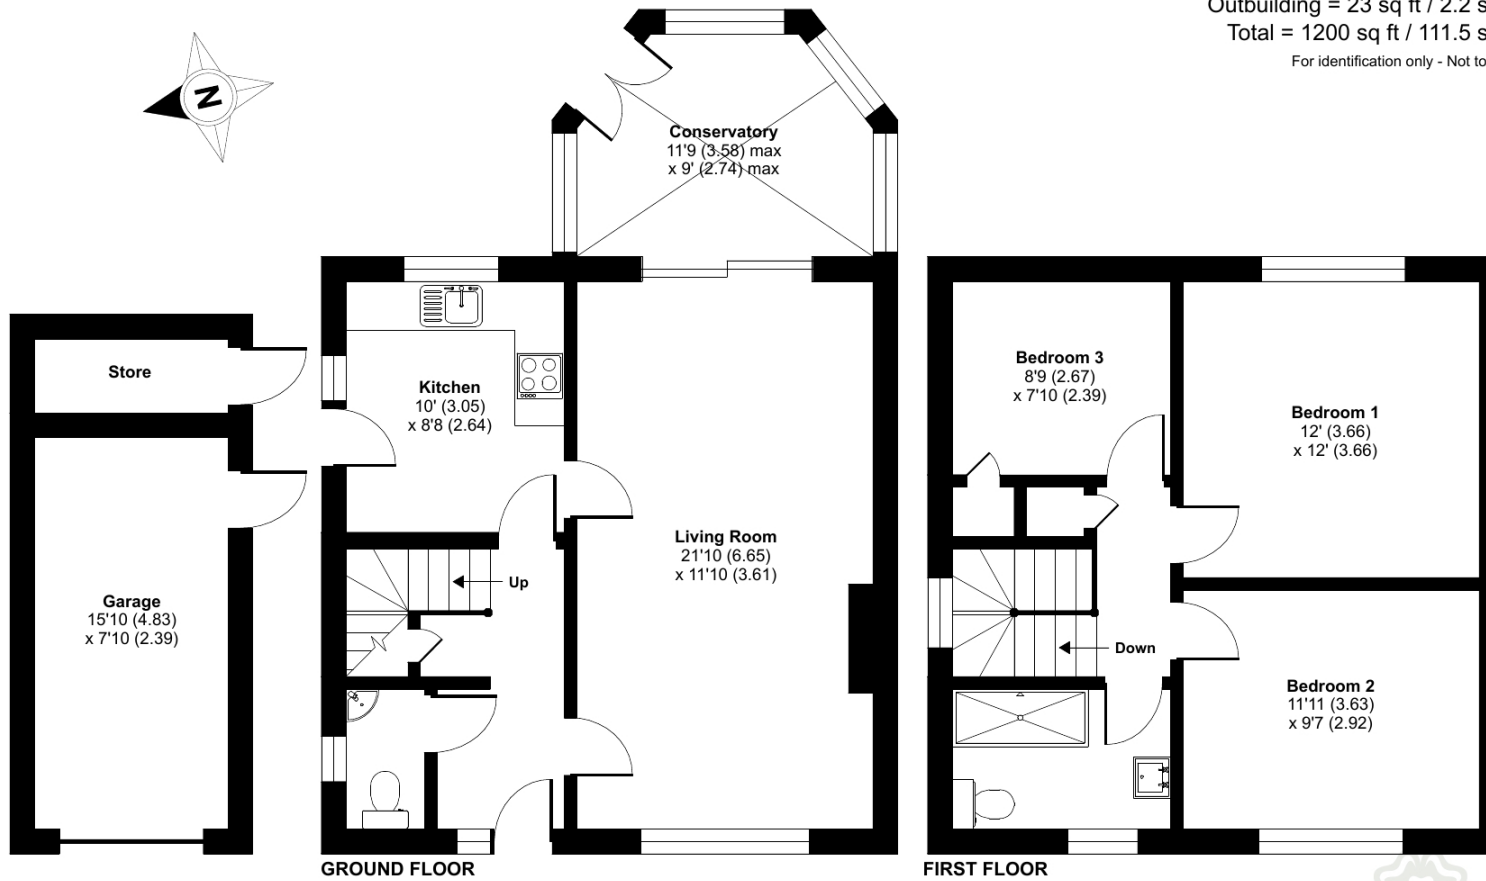 Outbuilding = 23 sq ft / 2.2 s
Total = 1200 sq ft / 111.5 s
For identification only - Not to
N
Conservatory
11'9 (3.58) max
x 9' (2.74) max
Store
Kitchen
10' (3.05)
x 8'8 (2.64)
Bedroom 3
8'9 (2.67)
x 7'10 (2.39)
Bedroom 1
12' (3.66)
x 12' (3.66)
Living Room
21'10 (6.65)
x 11'10 (3.61)
Up
Garage
15'10 (4.83)
x 7'10 (2.39)
Down
Bedroom 2
11'11 (3.63)
x 9'7 (2.92)
GROUND FLOOR
FIRST FLOOR